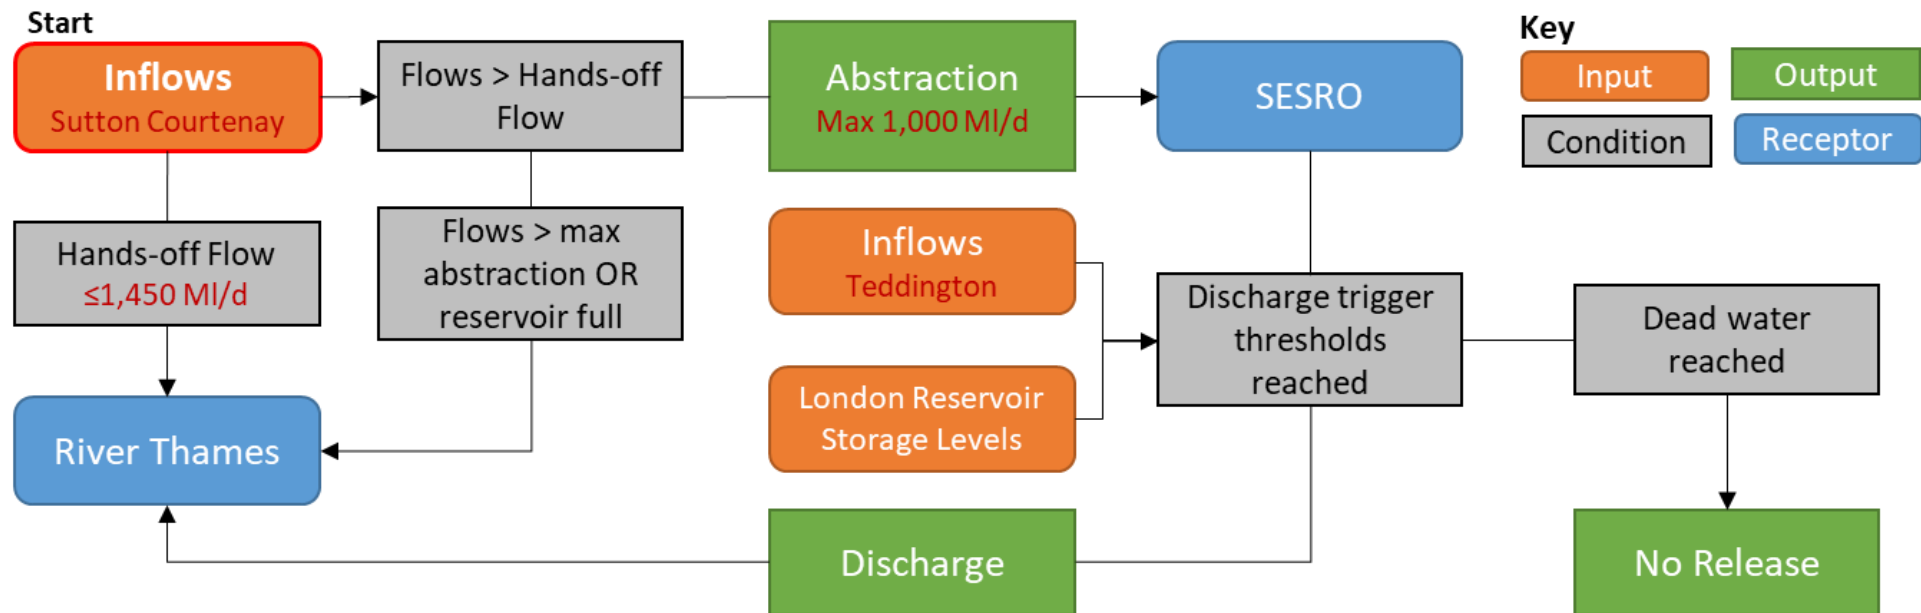 Start
Inflows
Sutton Courtenay
Flows > Hands-off
Flow
Abstraction
Max 1,000 Ml/d
SESRO
Key
Input
Output
Condition
Receptor
Hands-off Flow
≤1,450 Ml/d
Flows > max
abstraction OR
reservoir full
Inflows
Teddington
Discharge trigger
thresholds
reached
Dead water
reached
London Reservoir
Storage Levels
River Thames
Discharge
No Release